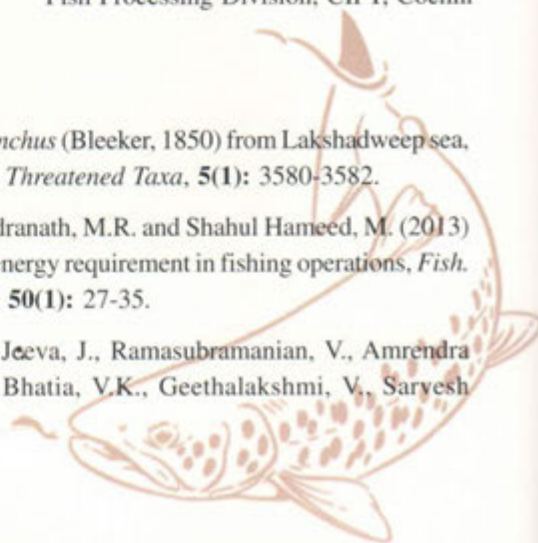 Fish Processing Division, CIFT, Cochin
nchus (Bleeker, 1850) from Lakshadweep sea,
Threatened Taxa, 5(1): 3580-3582.
dranath, M.R. and Shahul Hameed, M. (2013)
energy requirement in fishing operations, Fish.
50(1): 27-35.
Jeeva, J., Ramasubramanian, V., Amrendra
Bhatia, V.K., Geethalakshmi, V., Sarvesh